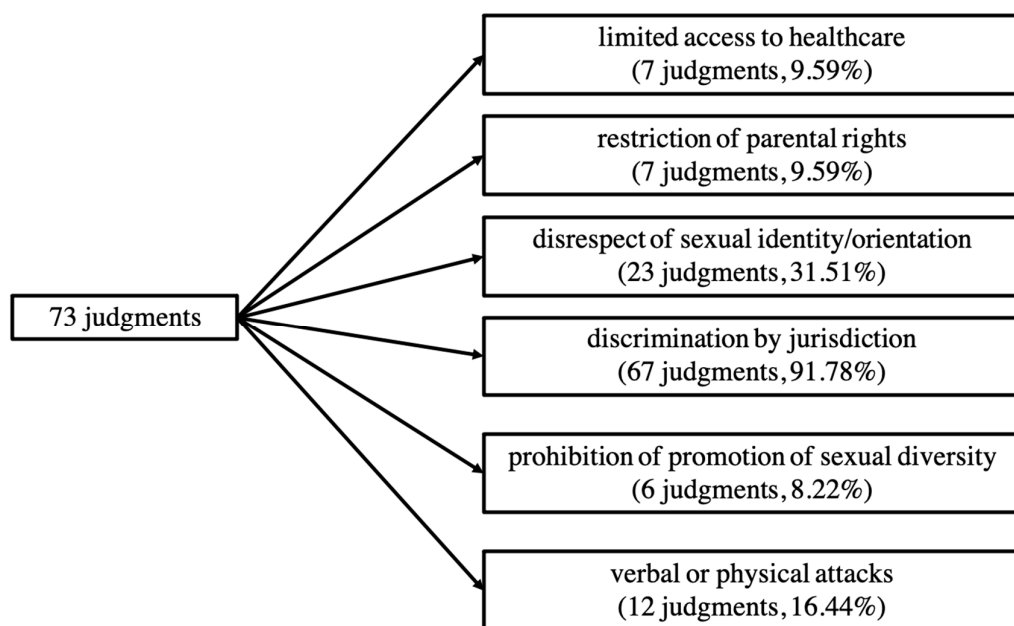 limited access to healthcare
(7 judgments, 9.59%)
restriction of parental rights
(7 judgments, 9.59%)
disrespect of sexual identity/orientation
(23 judgments, 31.51%)
73 judgments
discrimination by jurisdiction
(67 judgments, 91.78%)
prohibition of promotion of sexual diversity
(6 judgments, 8.22%)
verbal or physical attacks
(12 judgments, 16.44%)